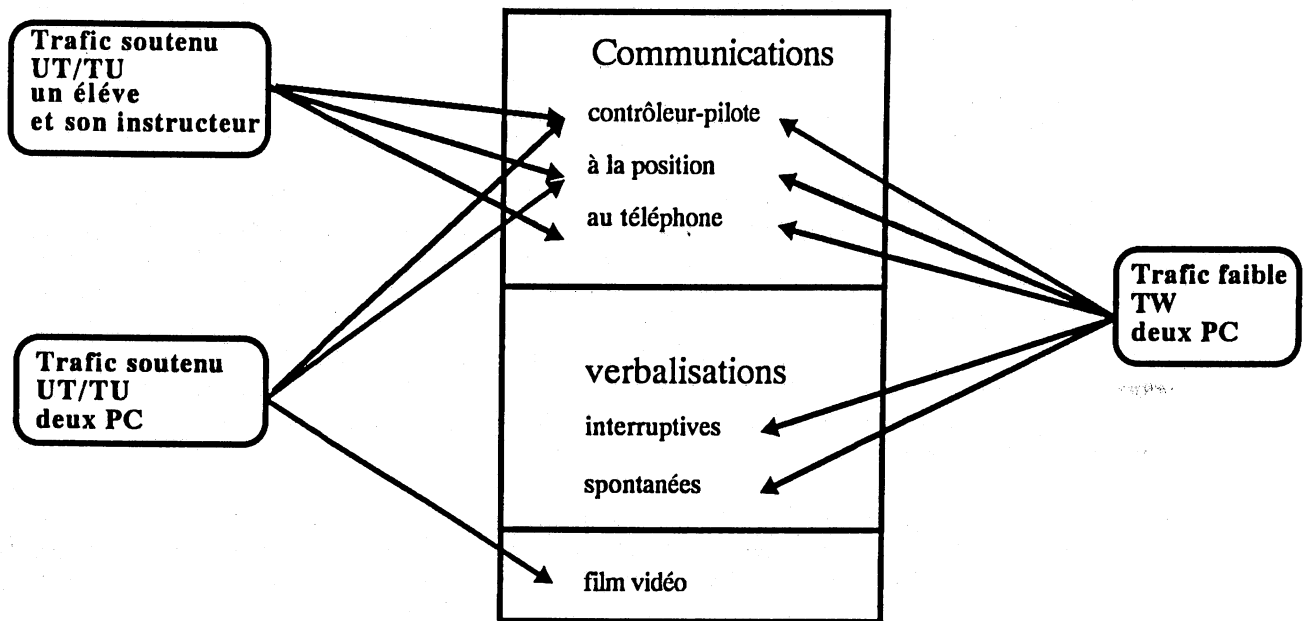 Trafic soutenu
UT/TU
un éléve
et son instructeur
Trafic soutenu
UT/TU
deux PC
Communications
contrôleur-pilote
à la position
au téléphone
verbalisations
interruptives
spontanées
film vidéo
Trafic faible
TW
deux PC